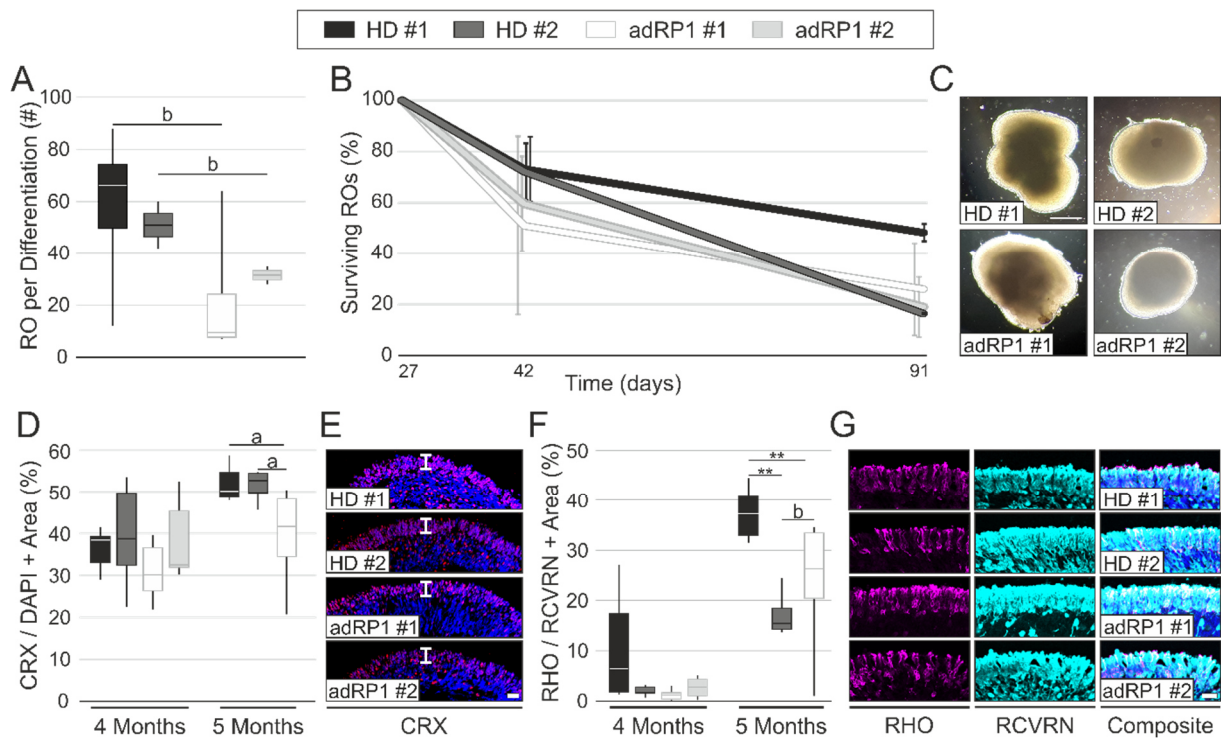 HD #1 HD #2 adRP1 #1 adRP1 #2
A
RO per Differentiation (#)
100
80
60
40
20
0
b
b
B
Surviving ROs (%)
100
80
60
40
20
0
27 42 91
Time (days)
C
HD #1 HD #2
adRP1 #1 adRP1 #2
D
CRX / DAPI + Area (%)
60
50
40
30
20
10
0
a
a
4 Months 5 Months
E
HD #1
HD #2
adRP1 #1
adRP1 #2
CRX
F
RHO / RCVRN + Area (%)
50
40
30
20
10
0
**
**
b
4 Months 5 Months
G
HD #1
HD #2
adRP1 #1
adRP1 #2
RHO RCVRN Composite